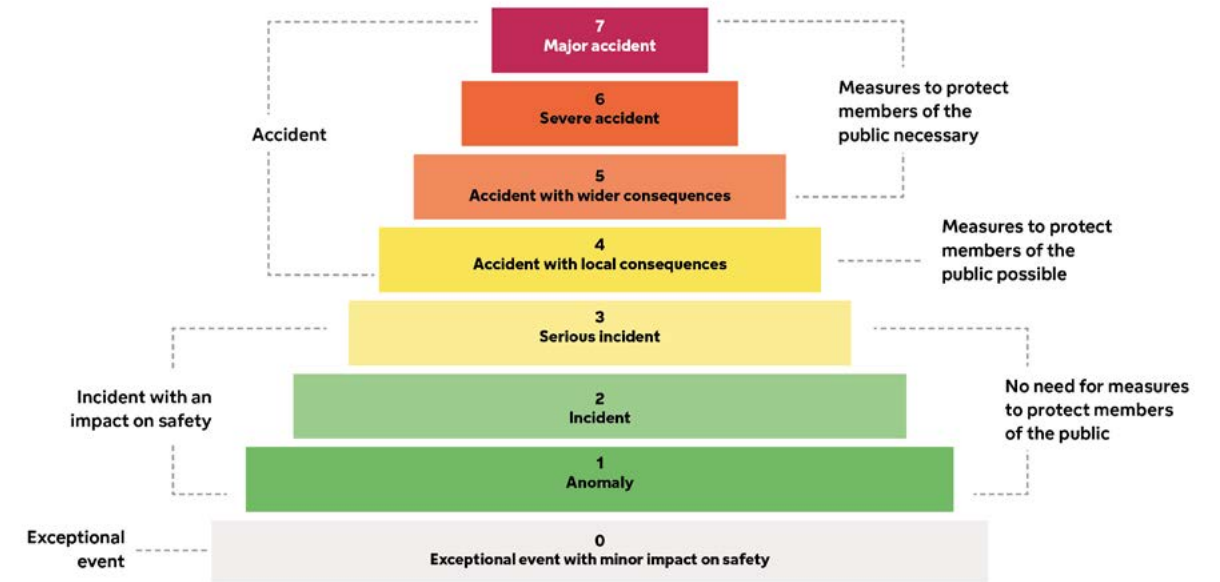 7
Major accident
6
Severe accident
Measures to protect
members of the
public necessary
Accident
5
Accident with wider consequences
4
Accident with local consequences
Measures to protect
members of the
public possible
3
Serious incident
Incident with an
impact on safety
2
Incident
No need for measures
to protect members
of the public
1
Anomaly
Exceptional
event
0
Exceptional event with minor impact on safety